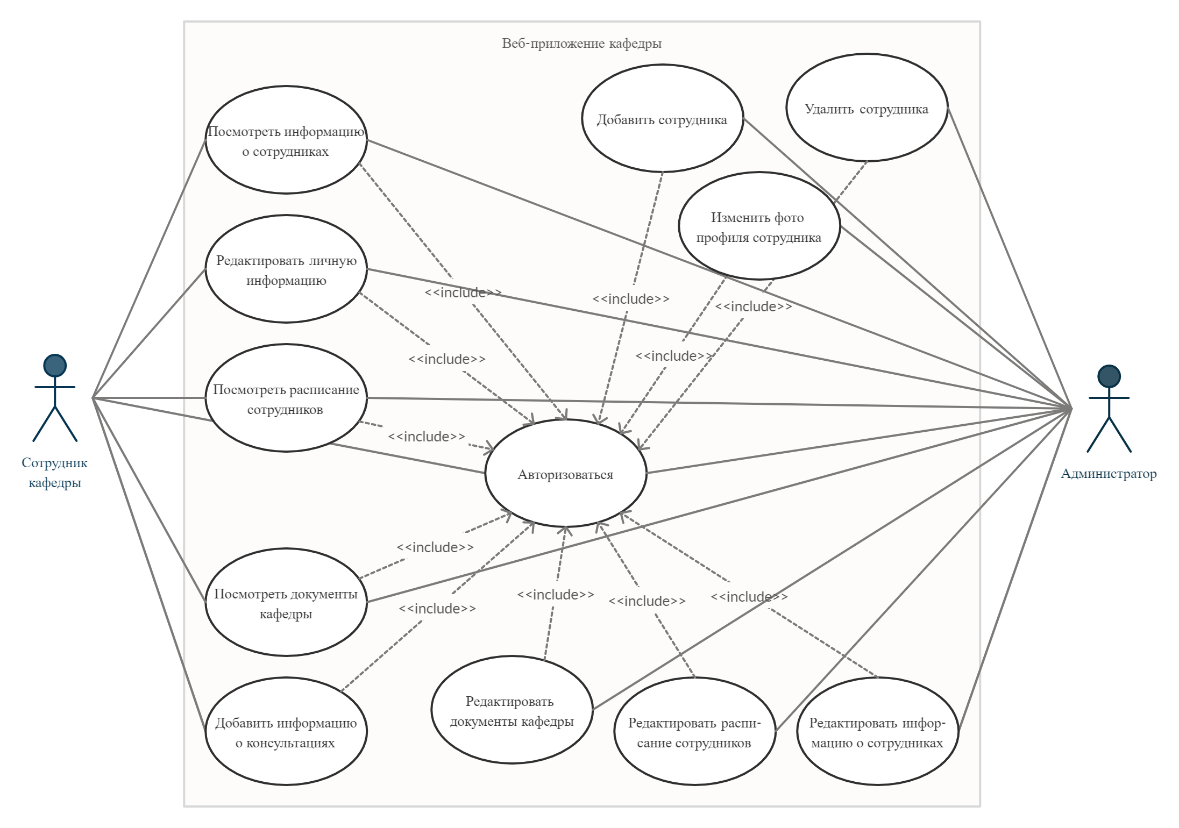 Веб-приложение кафедры
Посмотреть информацию
о сотрудниках
Добавить сотрудника
Удалить сотрудника
Изменить фото
профиля сотрудника
Редактировать личную
информацию
<<include>>
<<include>>
<<include>>
<<include>>
<<include>>
Посмотреть расписание
сотрудников
<<include>>
Авторизоваться
Сотрудник
кафедры
Администратор
<<include>>
Посмотреть документы
кафедры
<<include>>
<<include>>
<<include>>
<<include>>
Добавить информацию
о консультациях
Редактировать
документы кафедры
Редактировать распи-
сание сотрудников
Редактировать инфор-
мацию о сотрудниках